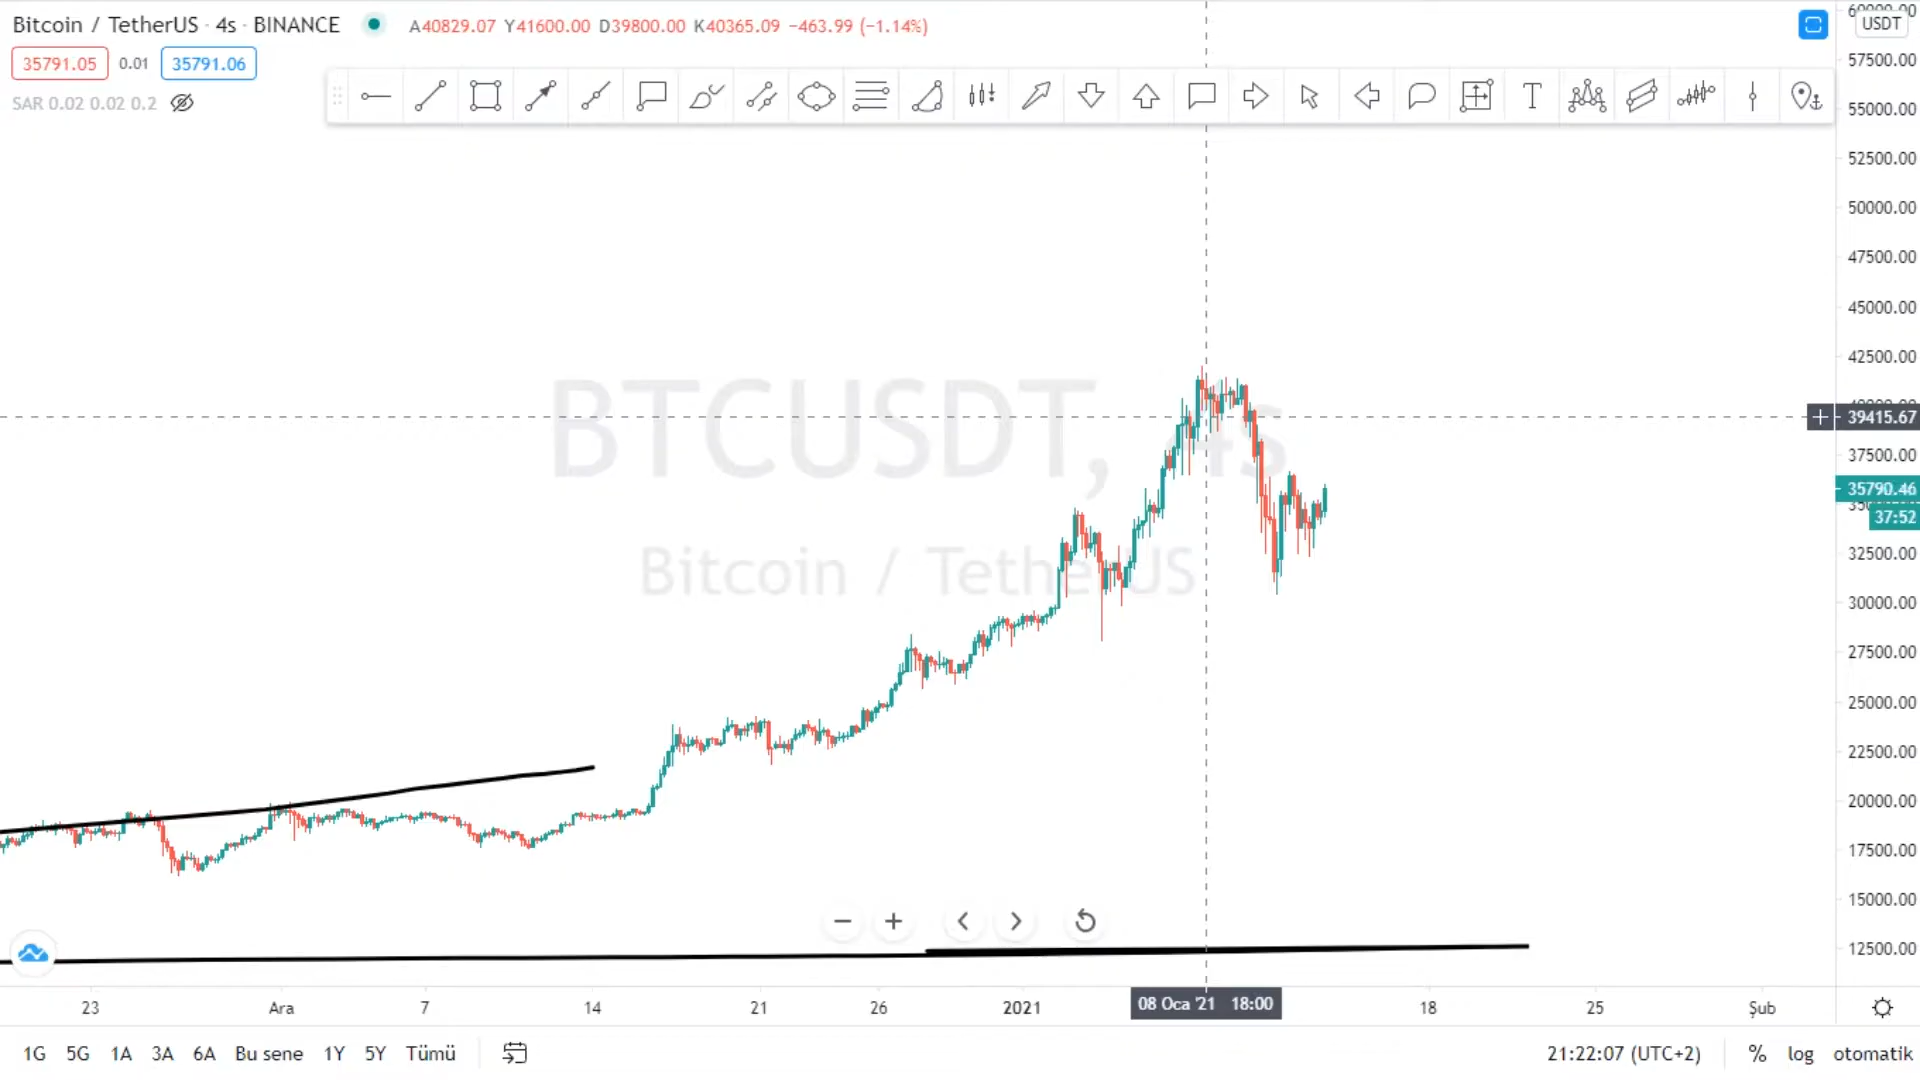 Bitcoin / TetherUS · 4s · BINANCE A40829.07 Y41600.00 D39800.00 K40365.09 −463.99 (−1.14%)
35791.05 0.01 35791.06
SAR 0.02 0.02 0.2
USDT
60000.00
57500.00
55000.00
52500.00
50000.00
47500.00
45000.00
42500.00
40000.00
39415.67
37500.00
35790.46
37:52
32500.00
30000.00
27500.00
25000.00
22500.00
20000.00
17500.00
15000.00
12500.00
BTCUSDT, 4s
Bitcoin / TetherUS
23 Ara 7 14 21 26 2021 08 Oca '21 18:00 18 25 Şub
1G 5G 1A 3A 6A Bu sene 1Y 5Y Tümü 21:22:07 (UTC+2) % log otomatik